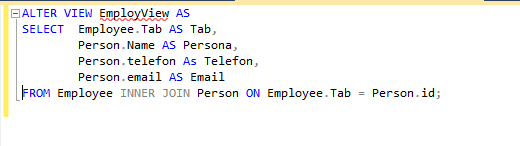 ALTER VIEW EmployView AS
SELECT  Employee.Tab AS Tab,
        Person.Name AS Persona,
        Person.telefon AS Telefon,
        Person.email AS Email
FROM Employee INNER JOIN Person ON Employee.Tab = Person.id;